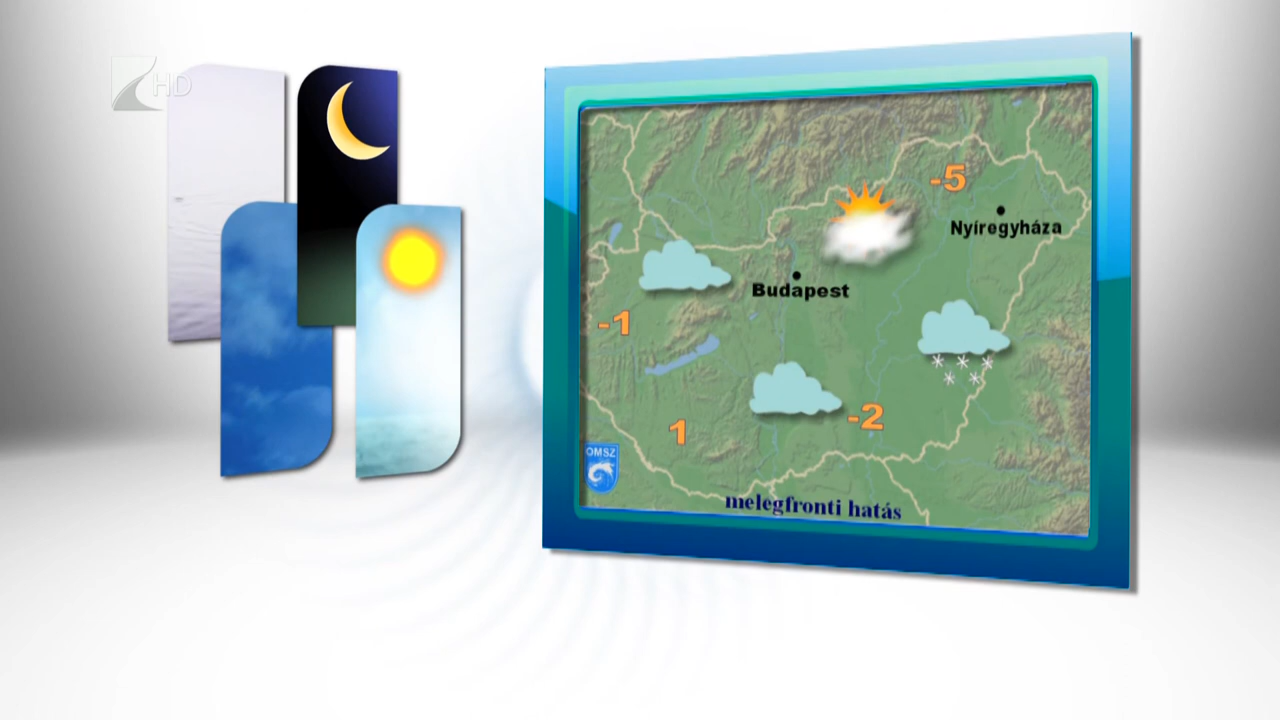 HD
-5
Nyíregyháza
Budapest
-1
-2
1
OMSZ
melegfronti hatás